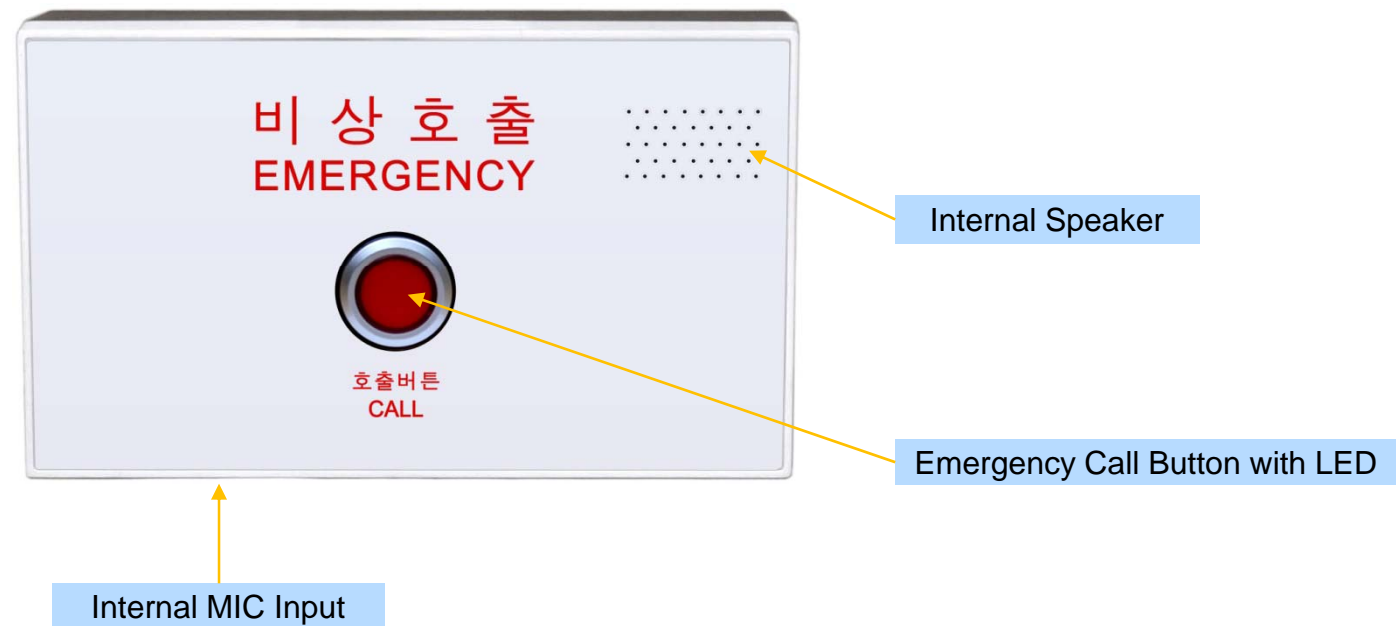 비상호출
EMERGENCY
호출버튼
CALL
Internal Speaker
Emergency Call Button with LED
Internal MIC Input